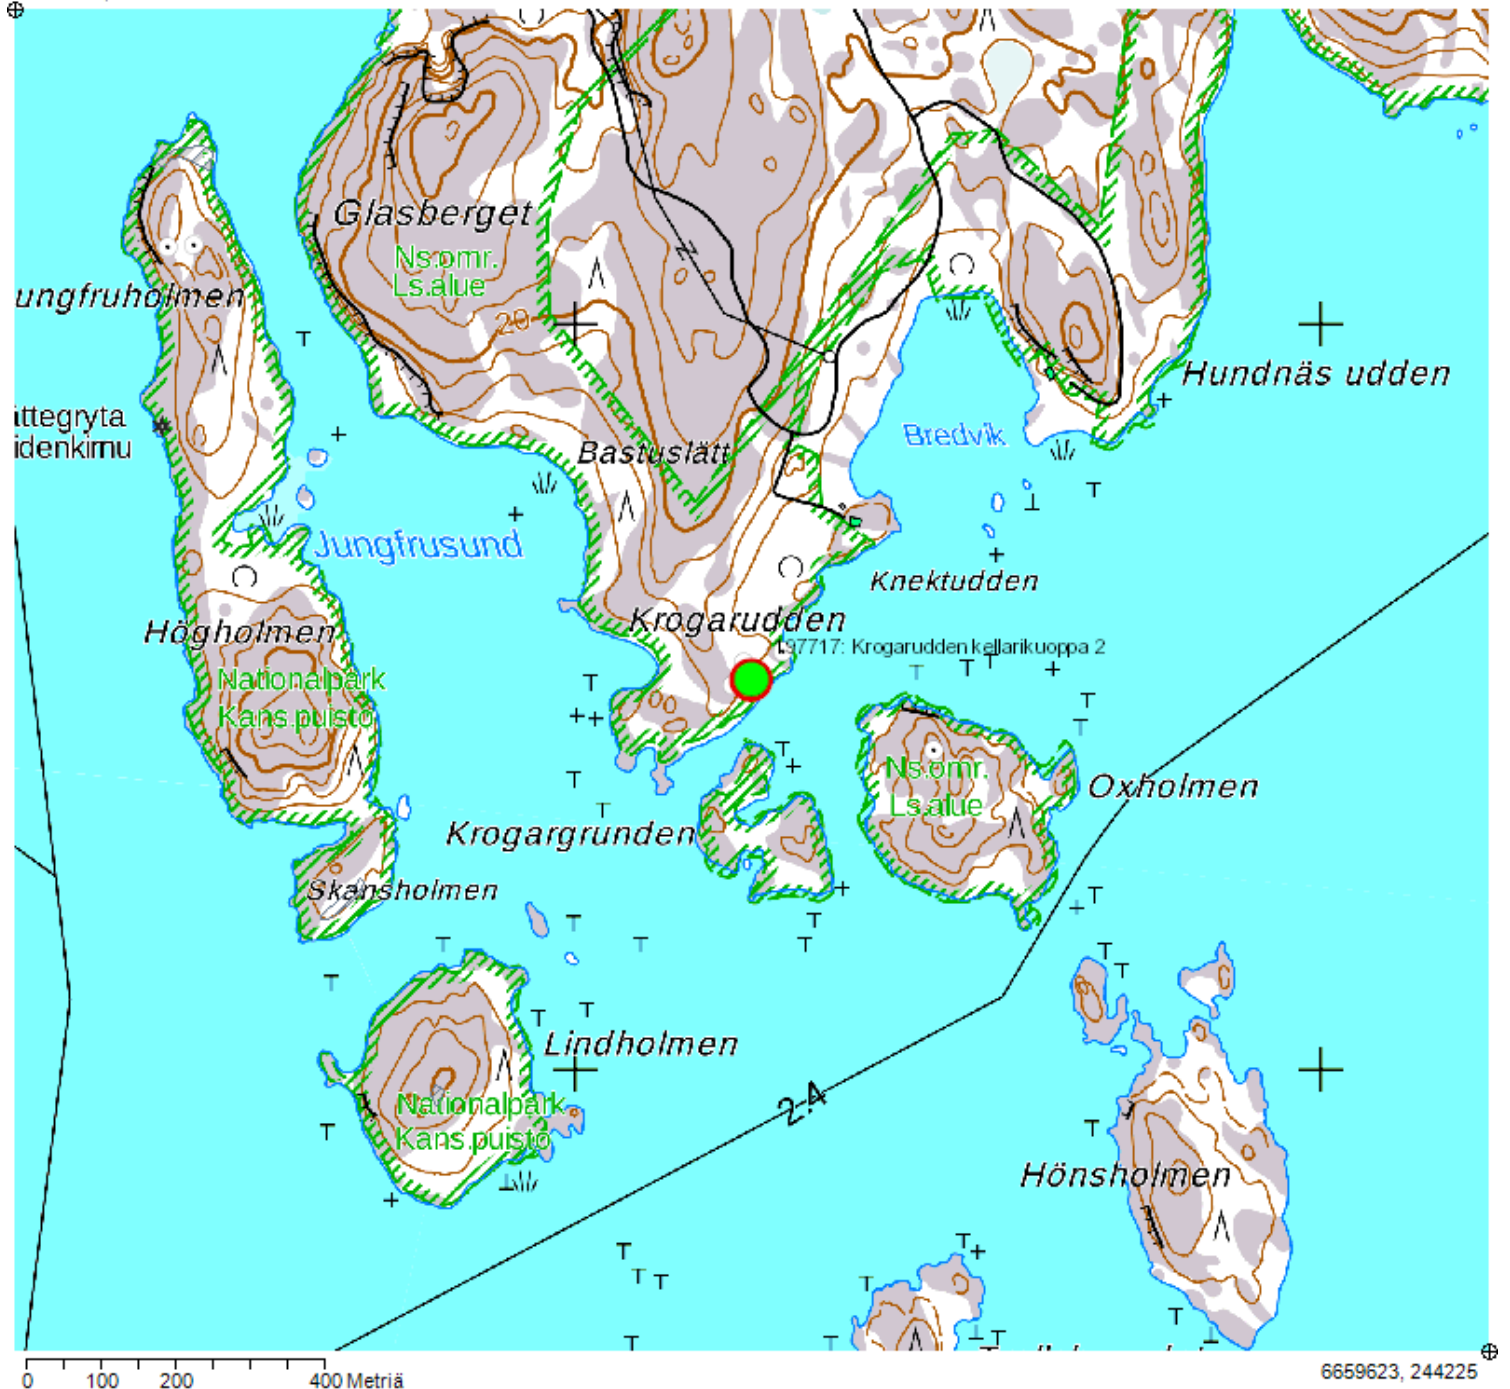 Glasberget
Ns.omr.
Ls.alue
ungfruholmen
20
Hundnäs udden
ättegryta
idenkirnu
Bredvik
Bastuslätt
Jungfrusund
Knektudden
Krogarudden
Högholmen
197717: Krogarudden kellarikuoppa 2
Nationalpark
Kans.puisto
Ns.omr.
Ls.alue
Oxholmen
Krogargrunden
Skansholmen
Lindholmen
2.4
Nationalpark
Kans.puisto
Hönsholmen
0 100 200 400 Metriä
6659623, 244225